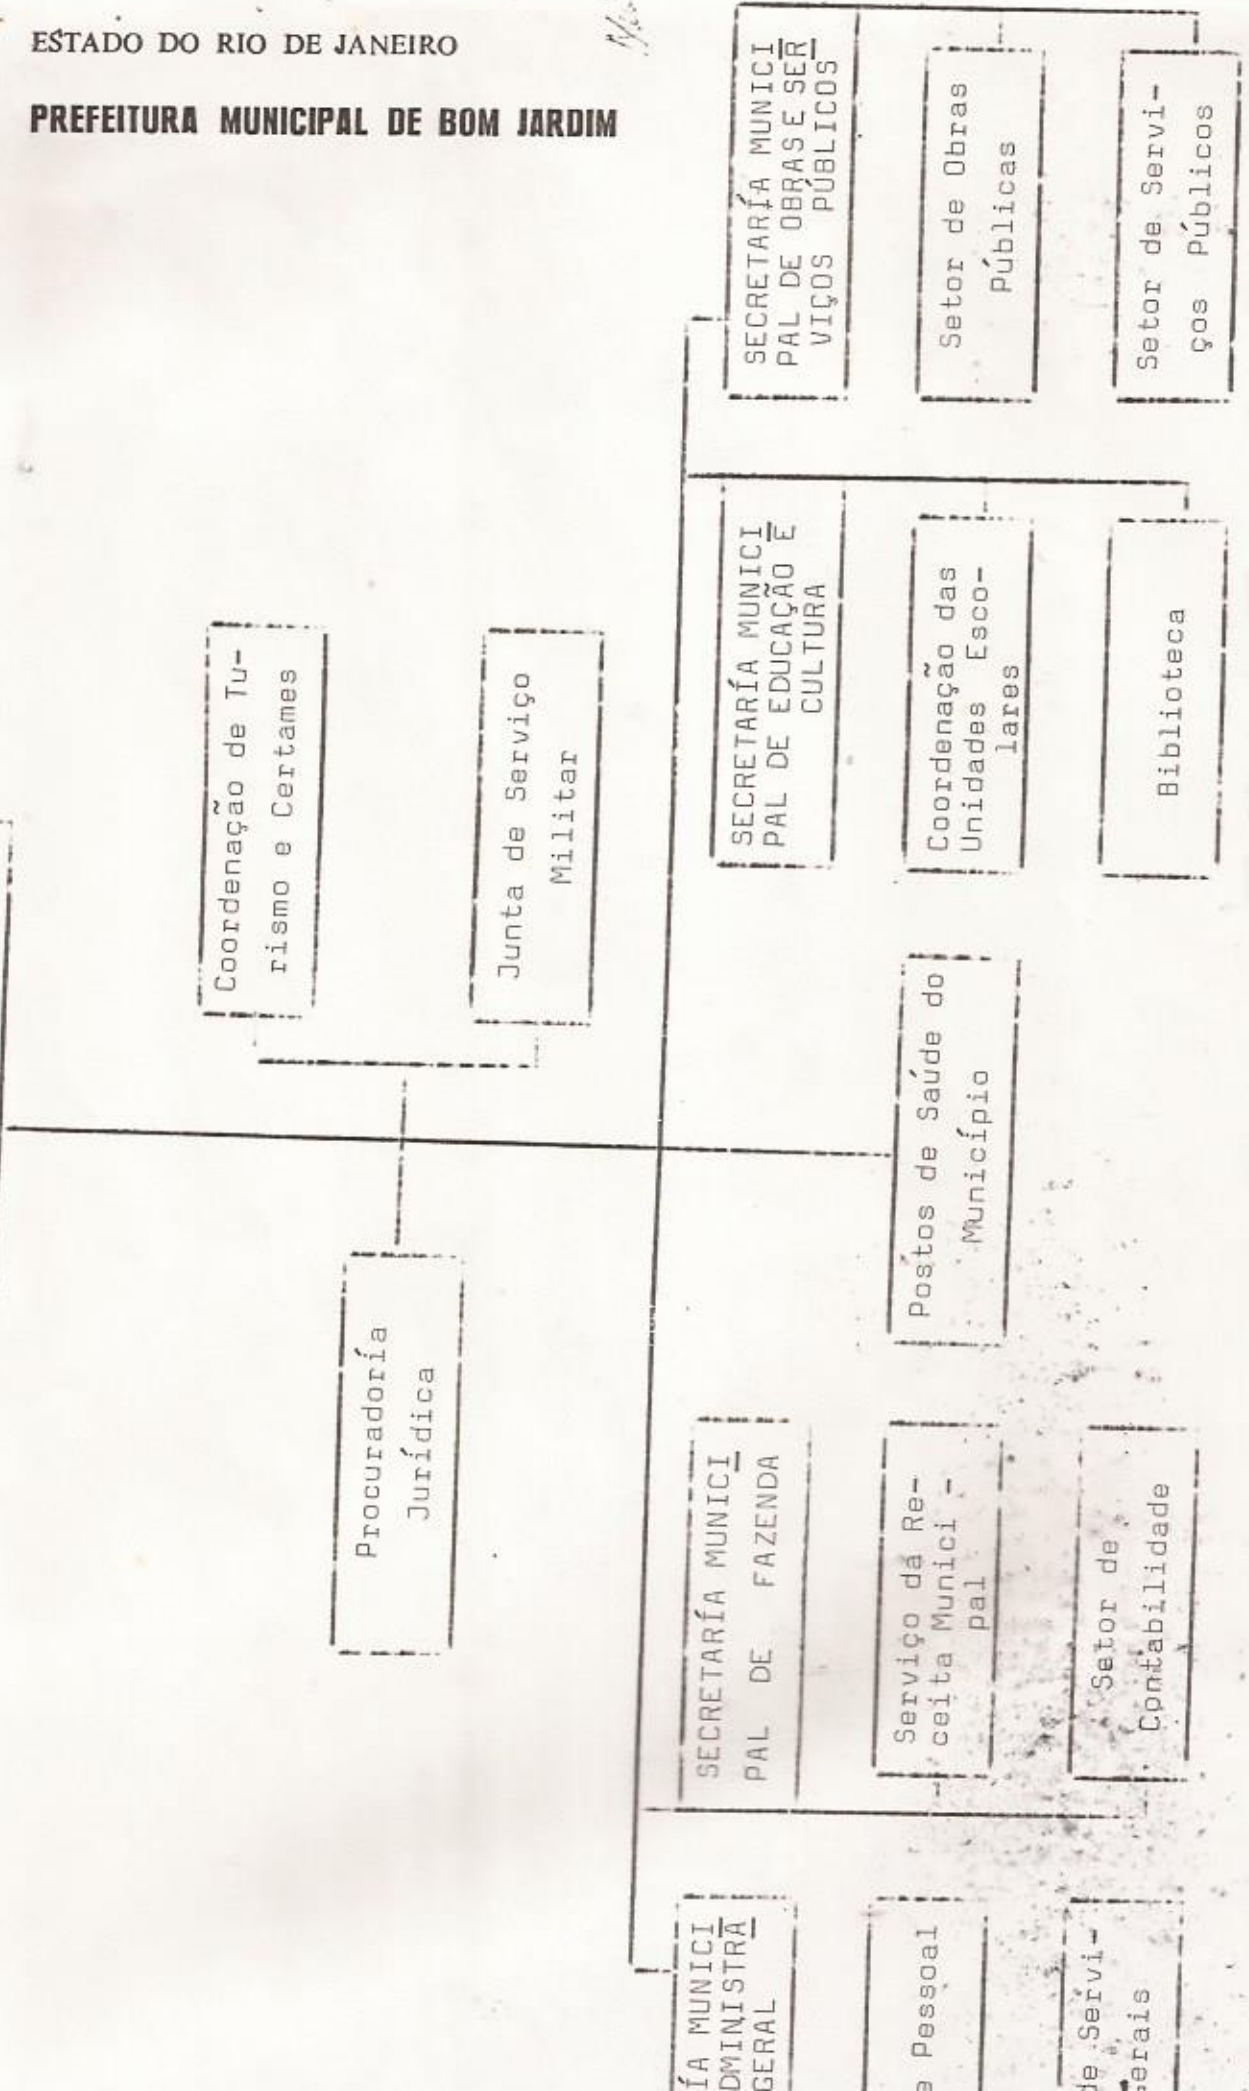 ESTADO DO RIO DE JANEIRO
PREFEITURA MUNICIPAL DE BOM JARDIM
Procuradoría
Jurídica
Coordenação de Tu-
rismo e Certames
Junta de Serviço
Militar
ÍA MUNICI
DMINISTRA
GERAL
e Pessoal
de Servi-
erais
SECRETARÍA MUNICI
PAL DE FAZENDA
Serviço da Re-
ceita Munici -
pal
Setor de
Contabilidade
Postos de Saúde do
Município
SECRETARÍA MUNICI
PAL DE EDUCAÇÃO E
CULTURA
Coordenação das
Unidades Esco-
lares
Biblioteca
SECRETARÍA MUNICI
PAL DE OBRAS E SER
VIÇOS PÚBLICOS
Setor de Obras
Públicas
Setor de Servi-
ços Públicos